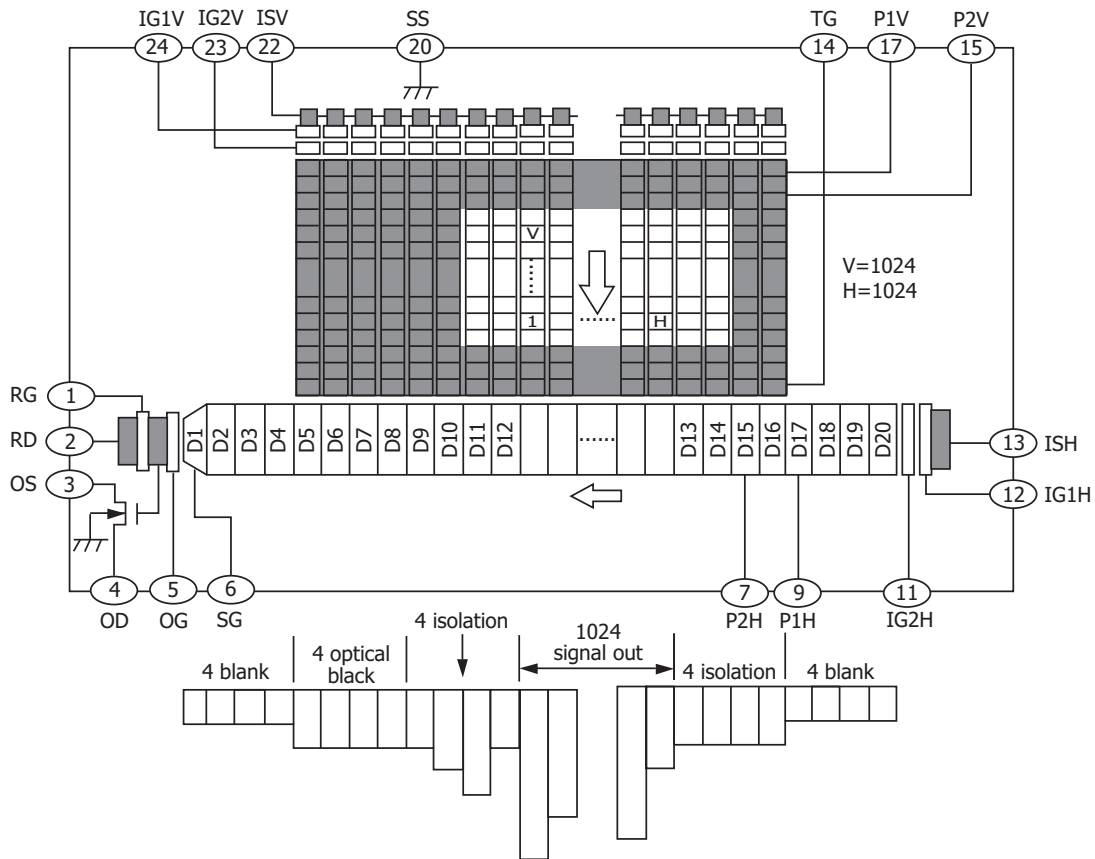 IG1V IG2V ISV SS TG P1V P2V
24 23 22 20 14 17 15
V
V=1024
H=1024
1 ...... H
RG 1
RD 2
OS 3
D1 D2 D3 D4 D5 D6 D7 D8 D9 D10 D11 D12 ...... D13 D14 D15 D16 D17 D18 D19 D20
13 ISH
12 IG1H
4 5 6 7 9 11
OD OG SG P2H P1H IG2H
4 blank
4 optical
black
4 isolation
1024
signal out
4 isolation
4 blank